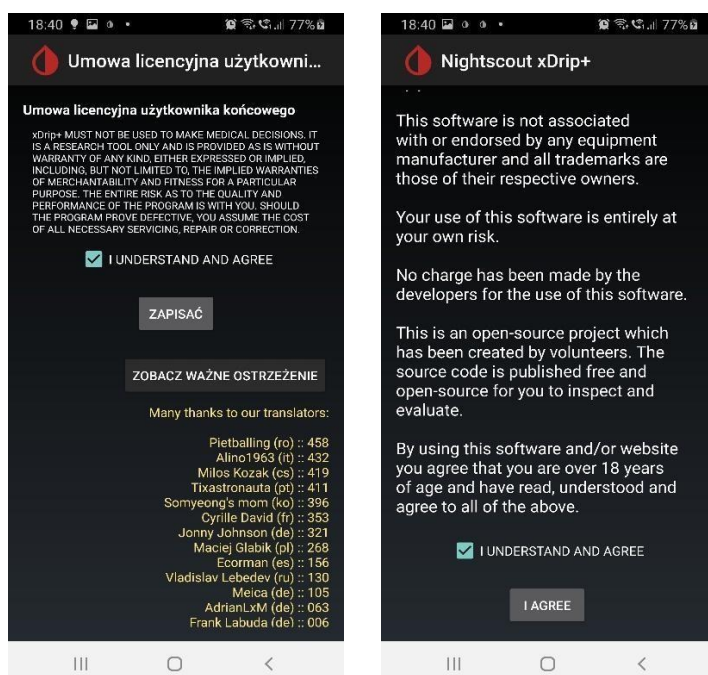 18:40
77%
Umowa licencyjna użytkowni...
Umowa licencyjna użytkownika końcowego
xDrip+ MUST NOT BE USED TO MAKE MEDICAL DECISIONS. IT
IS A RESEARCH TOOL ONLY AND IS PROVIDED AS IS WITHOUT
WARRANTY OF ANY KIND, EITHER EXPRESSED OR IMPLIED,
INCLUDING, BUT NOT LIMITED TO, THE IMPLIED WARRANTIES
OF MERCHANTABILITY AND FITNESS FOR A PARTICULAR
PURPOSE. THE ENTIRE RISK AS TO THE QUALITY AND
PERFORMANCE OF THE PROGRAM IS WITH YOU. SHOULD
THE PROGRAM PROVE DEFECTIVE, YOU ASSUME THE COST
OF ALL NECESSARY SERVICING, REPAIR OR CORRECTION.
I UNDERSTAND AND AGREE
ZAPISAĆ
ZOBACZ WAŻNE OSTRZEŻENIE
Many thanks to our translators:
Pietballing (ro) :: 458
Alino1963 (it) :: 432
Milos Kozak (cs) :: 419
Tixastronauta (pt) :: 411
Somyeong's mom (ko) :: 396
Cyrille David (fr) :: 353
Jonny Johnson (de) :: 321
Maciej Glabik (pl) :: 268
Ecorman (es) :: 156
Vladislav Lebedev (ru) :: 130
Meica (de) :: 105
AdrianLxM (de) :: 063
Frank Labuda (de) :: 006
18:40
77%
Nightscout xDrip+
This software is not associated
with or endorsed by any equipment
manufacturer and all trademarks are
those of their respective owners.
Your use of this software is entirely at
your own risk.
No charge has been made by the
developers for the use of this software.
This is an open-source project which
has been created by volunteers. The
source code is published free and
open-source for you to inspect and
evaluate.
By using this software and/or website
you agree that you are over 18 years
of age and have read, understood and
agree to all of the above.
I UNDERSTAND AND AGREE
I AGREE